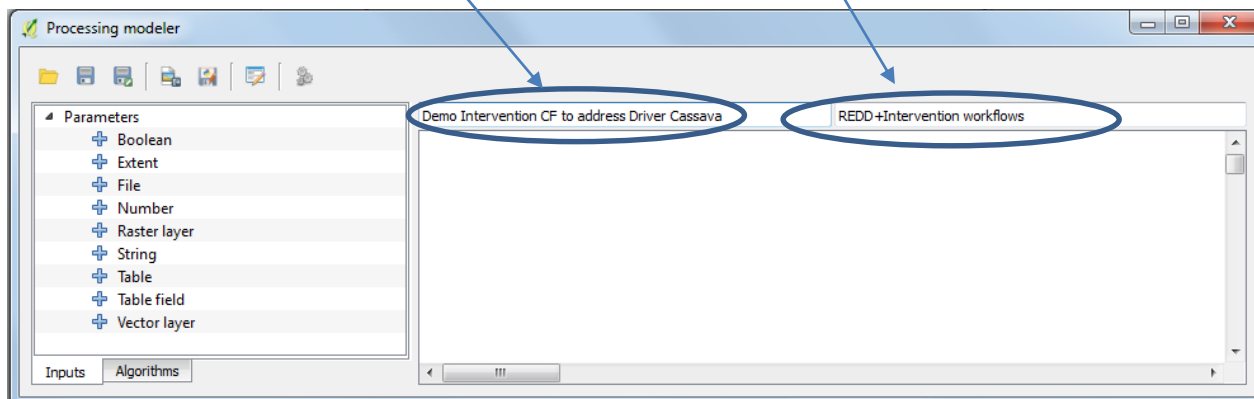 Processing modeler
Parameters
Boolean
Extent
File
Number
Raster layer
String
Table
Table field
Vector layer
Inputs Algorithms
Demo Intervention CF to address Driver Cassava
REDD+Intervention workflows